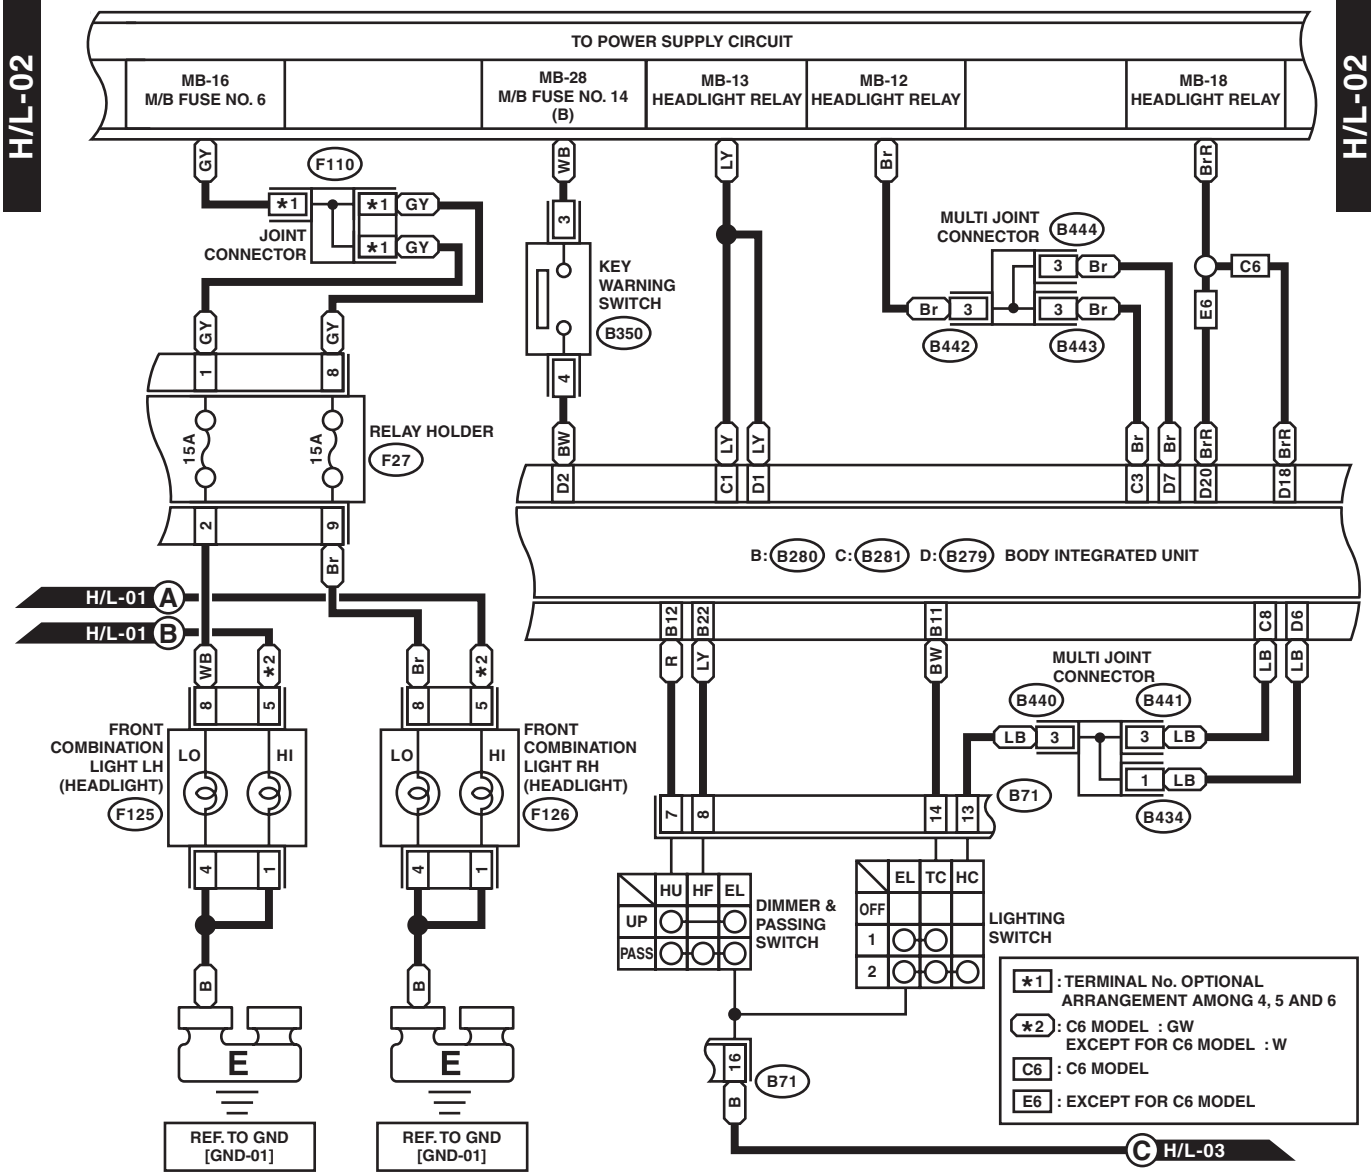 H/L-02
H/L-02
TO POWER SUPPLY CIRCUIT
MB-16
M/B FUSE NO. 6
MB-28
M/B FUSE NO. 14
(B)
MB-13
HEADLIGHT RELAY
MB-12
HEADLIGHT RELAY
MB-18
HEADLIGHT RELAY
GY
WB
LY
Br
BrR
F110
*1
*1
GY
*1
GY
JOINT
CONNECTOR
3
KEY
WARNING
SWITCH
B350
4
MULTI JOINT
CONNECTOR
B444
3
Br
Br
3
3
Br
B442
B443
C6
E6
GY
GY
1
8
15A
15A
RELAY HOLDER
F27
2
9
Br
BW
LY
LY
Br
Br
BrR
BrR
D2
C1
D1
C3
D7
D20
D18
B: B280 C: B281 D: B279 BODY INTEGRATED UNIT
B12
B22
B11
C8
D6
R
LY
BW
LB
LB
H/L-01 A
H/L-01 B
WB
*2
Br
*2
8
5
8
5
FRONT
COMBINATION
LIGHT LH
(HEADLIGHT)
F125
LO
HI
LO
HI
FRONT
COMBINATION
LIGHT RH
(HEADLIGHT)
F126
4
1
4
1
B
B
E
E
REF. TO GND
[GND-01]
REF. TO GND
[GND-01]
MULTI JOINT
CONNECTOR
B440
B441
LB
3
3
LB
1
LB
B434
B71
7
8
14
13
HU HF EL
UP
PASS
DIMMER &
PASSING
SWITCH
EL TC HC
OFF
1
2
LIGHTING
SWITCH
16
B71
B
C H/L-03
*1 : TERMINAL No. OPTIONAL
ARRANGEMENT AMONG 4, 5 AND 6
*2 : C6 MODEL : GW
EXCEPT FOR C6 MODEL : W
C6 : C6 MODEL
E6 : EXCEPT FOR C6 MODEL